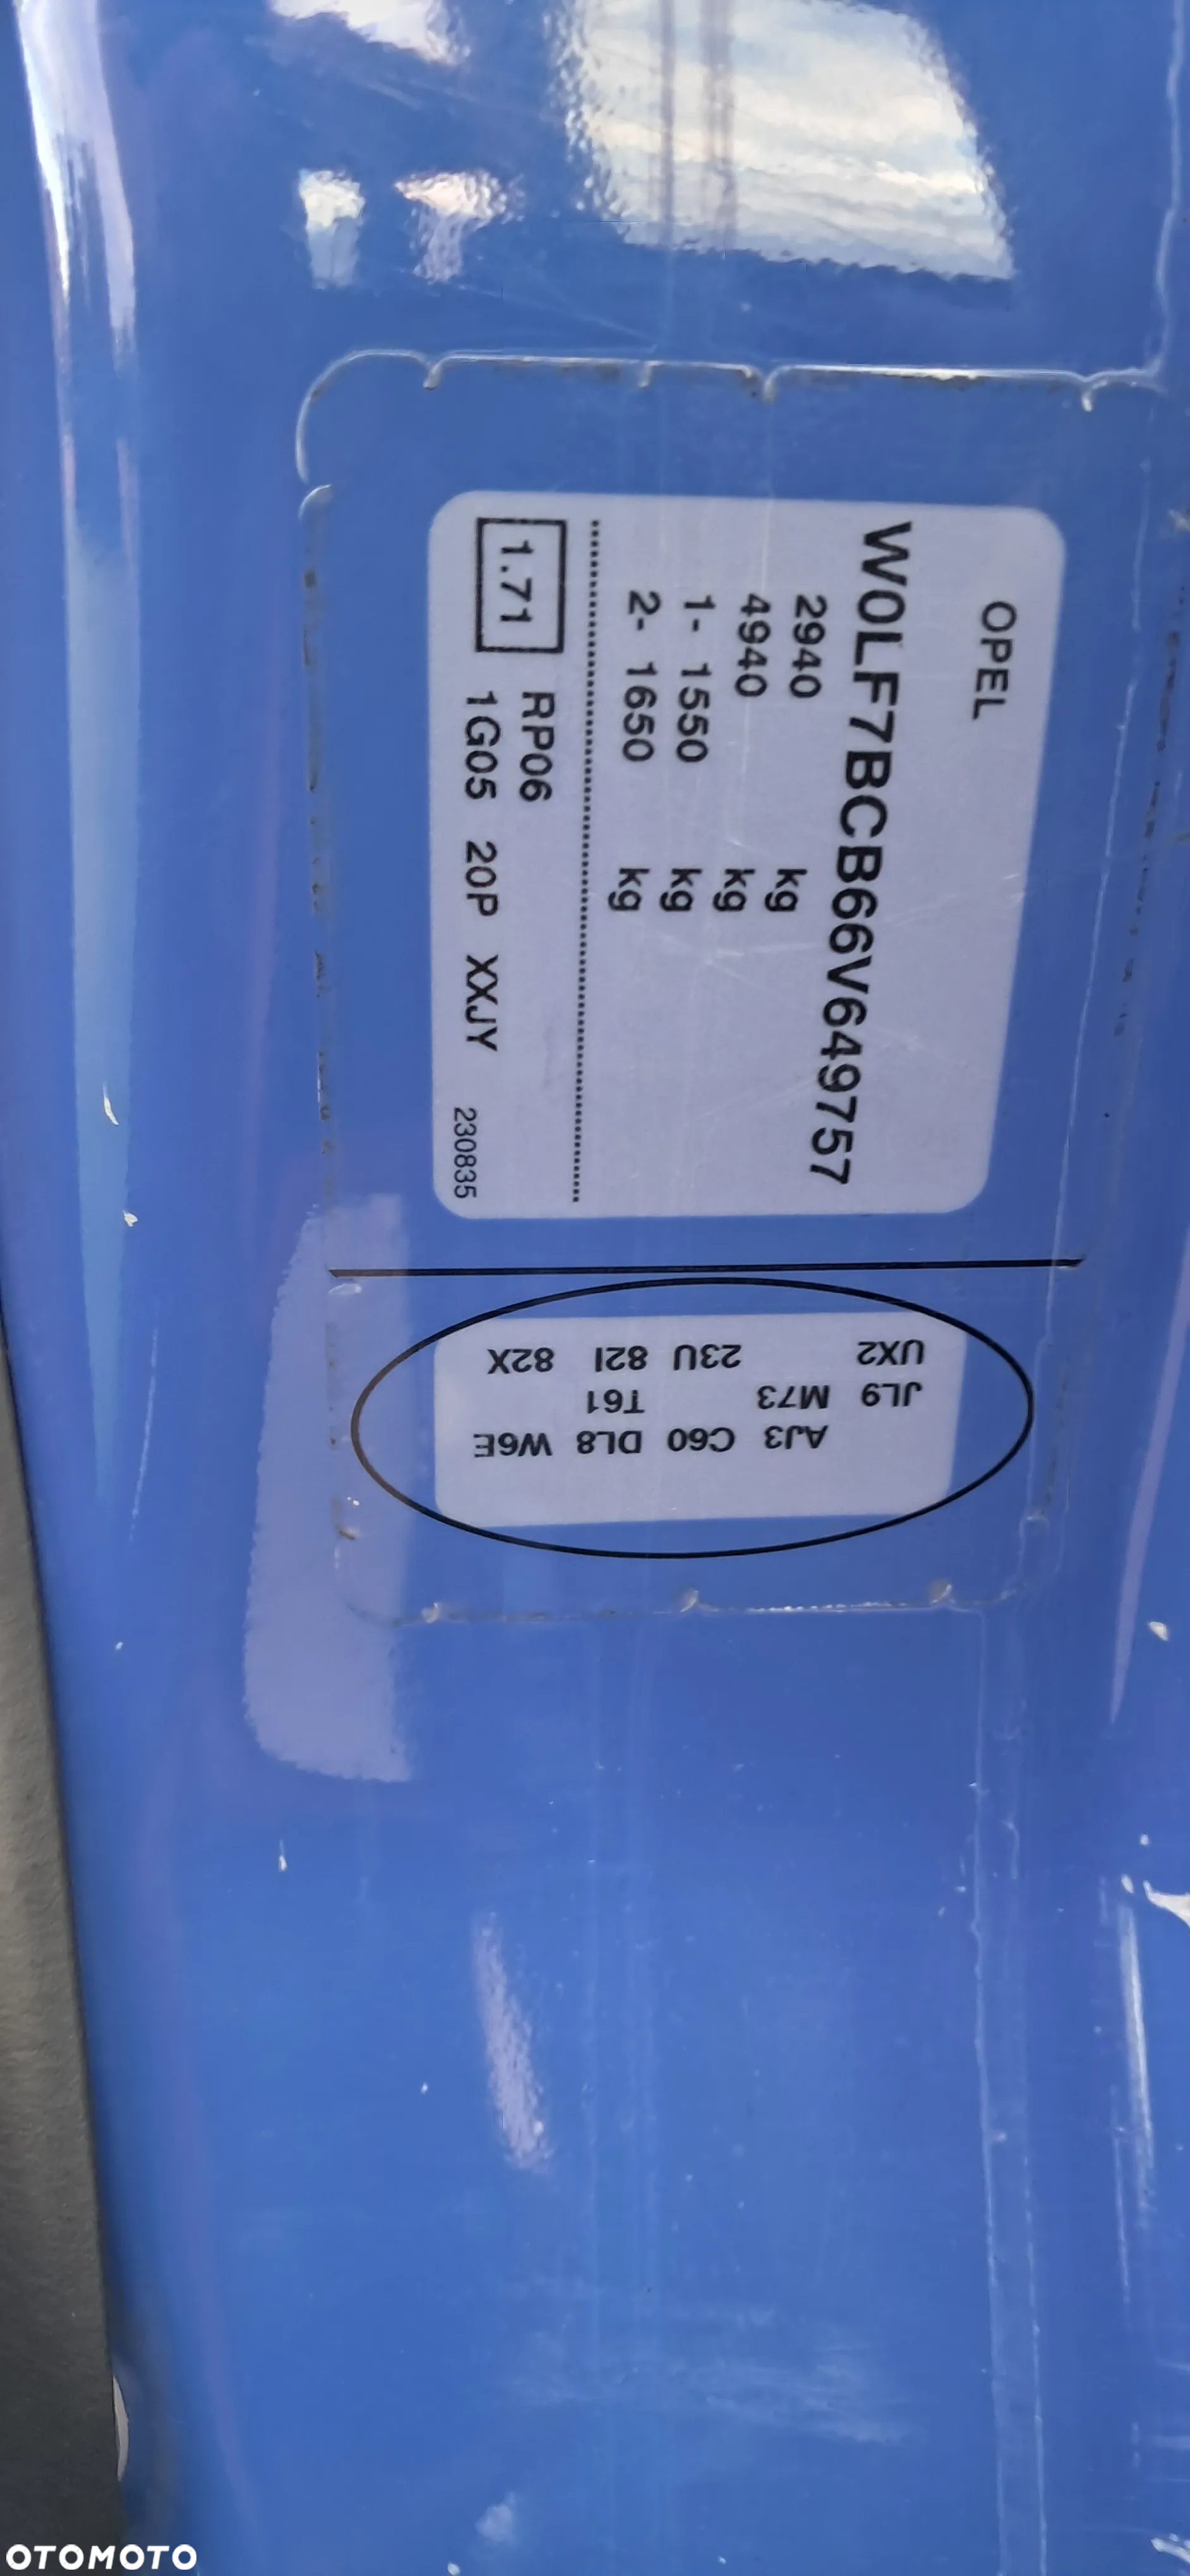 OPEL
W0LF7BCB66V649757
2940 kg
4940 kg
1- 1550 kg
2- 1650 kg
1.71 RP06
1G05 20P XXJY
230835
AJ3 C60 DL8 W6E
JL9 M73 T61
UX2 23U 82I 82X
OTOMOTO